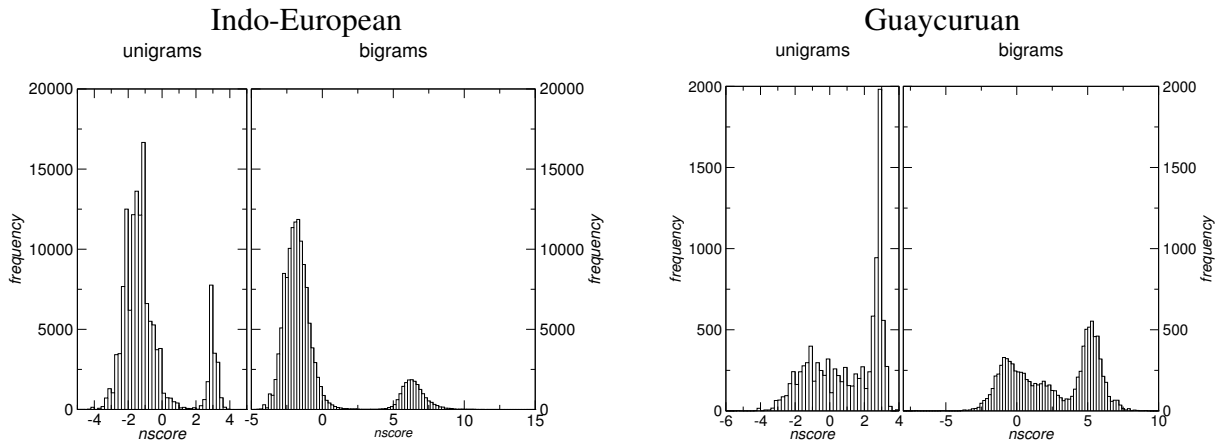 Indo-European
unigrams
bigrams
20000
15000
10000
5000
0
frequency
-4 -2 0 2 4
nscore
-5 0 5 10 15
nscore
20000
15000
10000
5000
0
frequency
Guaycuruan
unigrams
bigrams
2000
1500
1000
500
0
frequency
-6 -4 -2 0 2 4
nscore
-5 0 5 10
nscore
2000
1500
1000
500
0
frequency